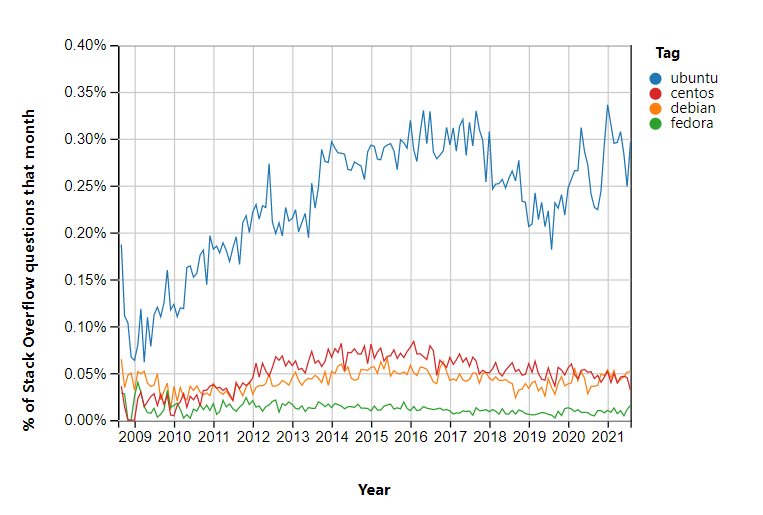 % of Stack Overflow questions that month
0.40%
0.35%
0.30%
0.25%
0.20%
0.15%
0.10%
0.05%
0.00%
2009 2010 2011 2012 2013 2014 2015 2016 2017 2018 2019 2020 2021
Year
Tag
ubuntu
centos
debian
fedora